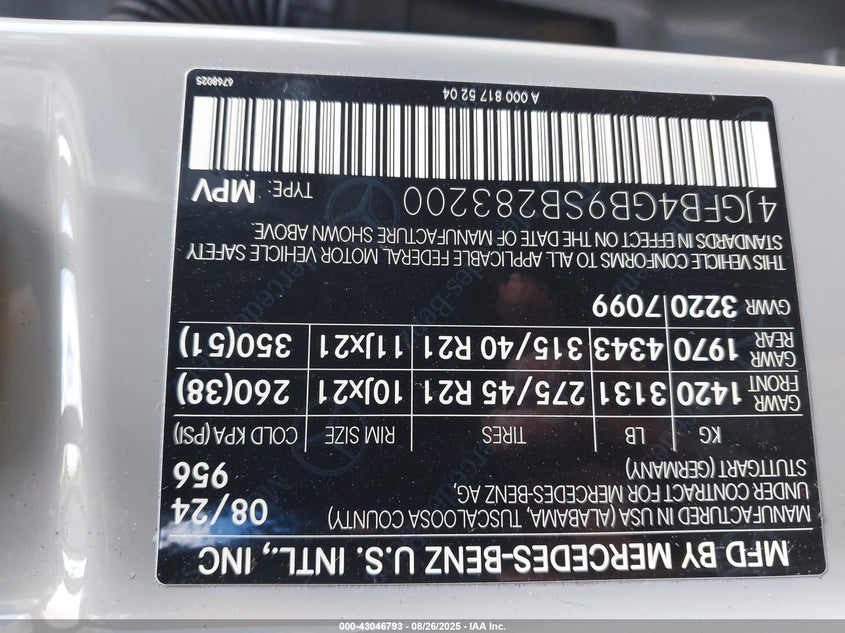 MFD BY MERCEDES-BENZ U.S. INTL., INC
MANUFACTURED IN USA (ALABAMA, TUSCALOOSA COUNTY) 08/24
UNDER CONTRACT FOR MERCEDES-BENZ AG,
STUTTGART (GERMANY) 956
KG LB TIRES RIM SIZE COLD KPA(PSI)
GAWR FRONT 1420 3131 275/45 R21 10Jx21 260(38)
GAWR REAR 1970 4343 315/40 R21 11Jx21 350(51)
GVWR 3220 7099
THIS VEHICLE CONFORMS TO ALL APPLICABLE FEDERAL MOTOR VEHICLE SAFETY
STANDARDS IN EFFECT ON THE DATE OF MANUFACTURE SHOWN ABOVE.
4JGFB4GB9SB283200 TYPE: MPV
A 000 817 52 04 6768025
Mercedes-Benz
000-43046793 - 08/26/2025 - IAA Inc.